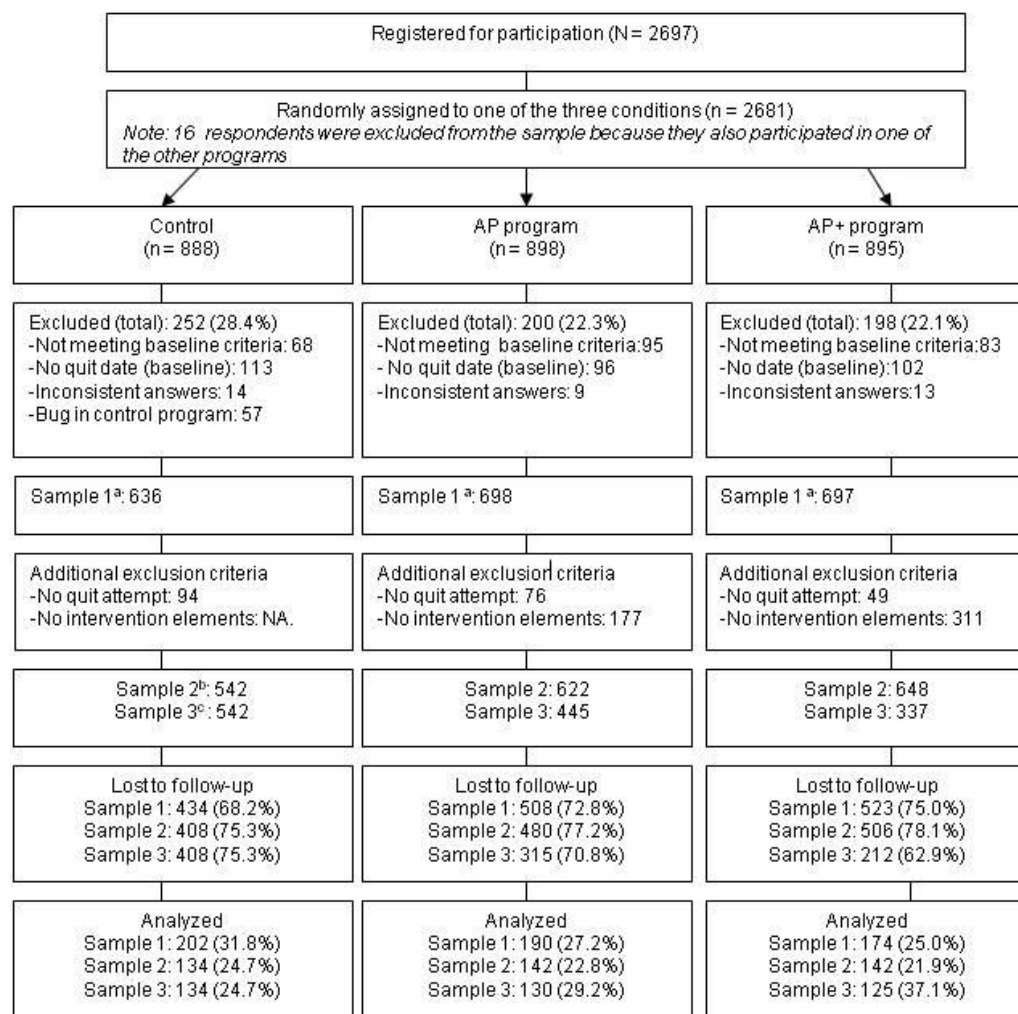 Registered for participation (N = 2697)
Randomly assigned to one of the three conditions (n = 2681)
Note: 16 respondents were excluded from the sample because they also participated in one of
the other programs
Control
(n = 888)
Excluded (total): 252 (28.4%)
-Not meeting baseline criteria: 68
-No quit date (baseline): 113
-Inconsistent answers: 14
-Bug in control program: 57
Sample 1ᵃ: 636
Additional exclusion criteria
-No quit attempt: 94
-No intervention elements: NA.
Sample 2ᵇ: 542
Sample 3ᶜ: 542
Lost to follow-up
Sample 1: 434 (68.2%)
Sample 2: 408 (75.3%)
Sample 3: 408 (75.3%)
Analyzed
Sample 1: 202 (31.8%)
Sample 2: 134 (24.7%)
Sample 3: 134 (24.7%)
AP program
(n = 898)
Excluded (total): 200 (22.3%)
-Not meeting baseline criteria:95
- No quit date (baseline): 96
-Inconsistent answers: 9
Sample 1 ᵃ: 698
Additional exclusion criteria
-No quit attempt: 76
-No intervention elements: 177
Sample 2: 622
Sample 3: 445
Lost to follow-up
Sample 1: 508 (72.8%)
Sample 2: 480 (77.2%)
Sample 3: 315 (70.8%)
Analyzed
Sample 1: 190 (27.2%)
Sample 2: 142 (22.8%)
Sample 3: 130 (29.2%)
AP+ program
(n = 895)
Excluded (total): 198 (22.1%)
-Not meeting baseline criteria:83
-No date (baseline):102
-Inconsistent answers:13
Sample 1 ᵃ: 697
Additional exclusion criteria
-No quit attempt: 49
-No intervention elements: 311
Sample 2: 648
Sample 3: 337
Lost to follow-up
Sample 1: 523 (75.0%)
Sample 2: 506 (78.1%)
Sample 3: 212 (62.9%)
Analyzed
Sample 1: 174 (25.0%)
Sample 2: 142 (21.9%)
Sample 3: 125 (37.1%)